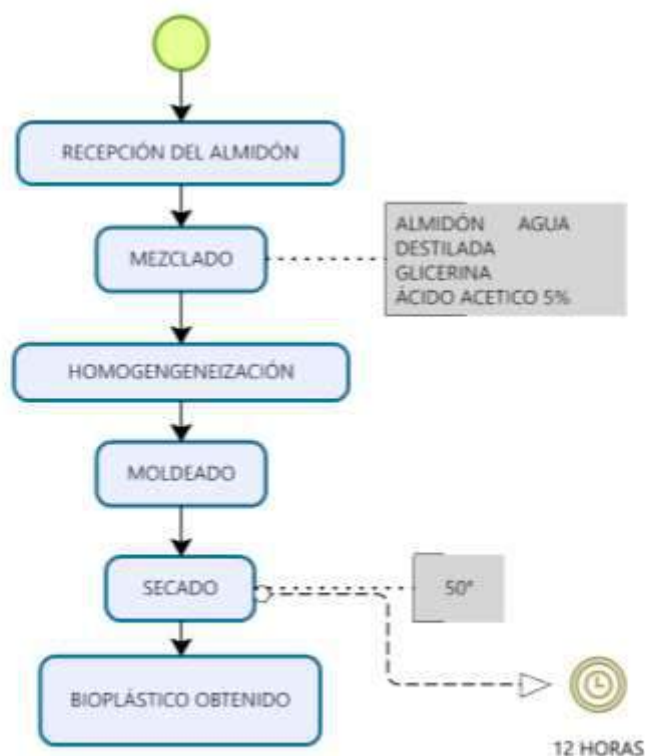 RECEPCIÓN DEL ALMIDÓN
MEZCLADO
ALMIDÓN AGUA
DESTILADA
GLICERINA
ÁCIDO ACETICO 5%
HOMOGENGENEIZACIÓN
MOLDEADO
SECADO
50°
BIOPLÁSTICO OBTENIDO
12 HORAS